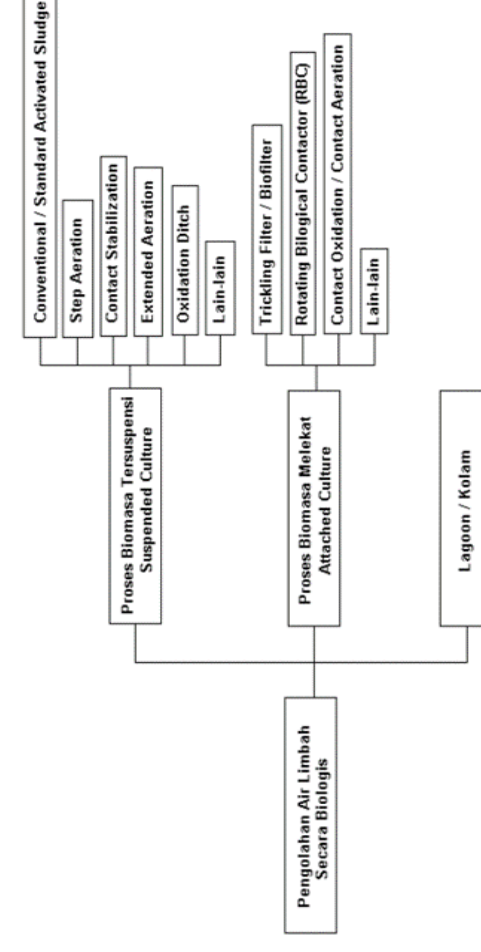 Pengolahan Air Limbah
Secara Biologis
Proses Biomasa Tersuspensi
Suspended Culture
Conventional / Standard Activated Sludge
Step Aeration
Contact Stabilization
Extended Aeration
Oxidation Ditch
Lain-lain
Proses Biomasa Melekat
Attached Culture
Trickling Filter / Biofilter
Rotating Bilogical Contactor (RBC)
Contact Oxidation / Contact Aeration
Lain-lain
Lagoon / Kolam